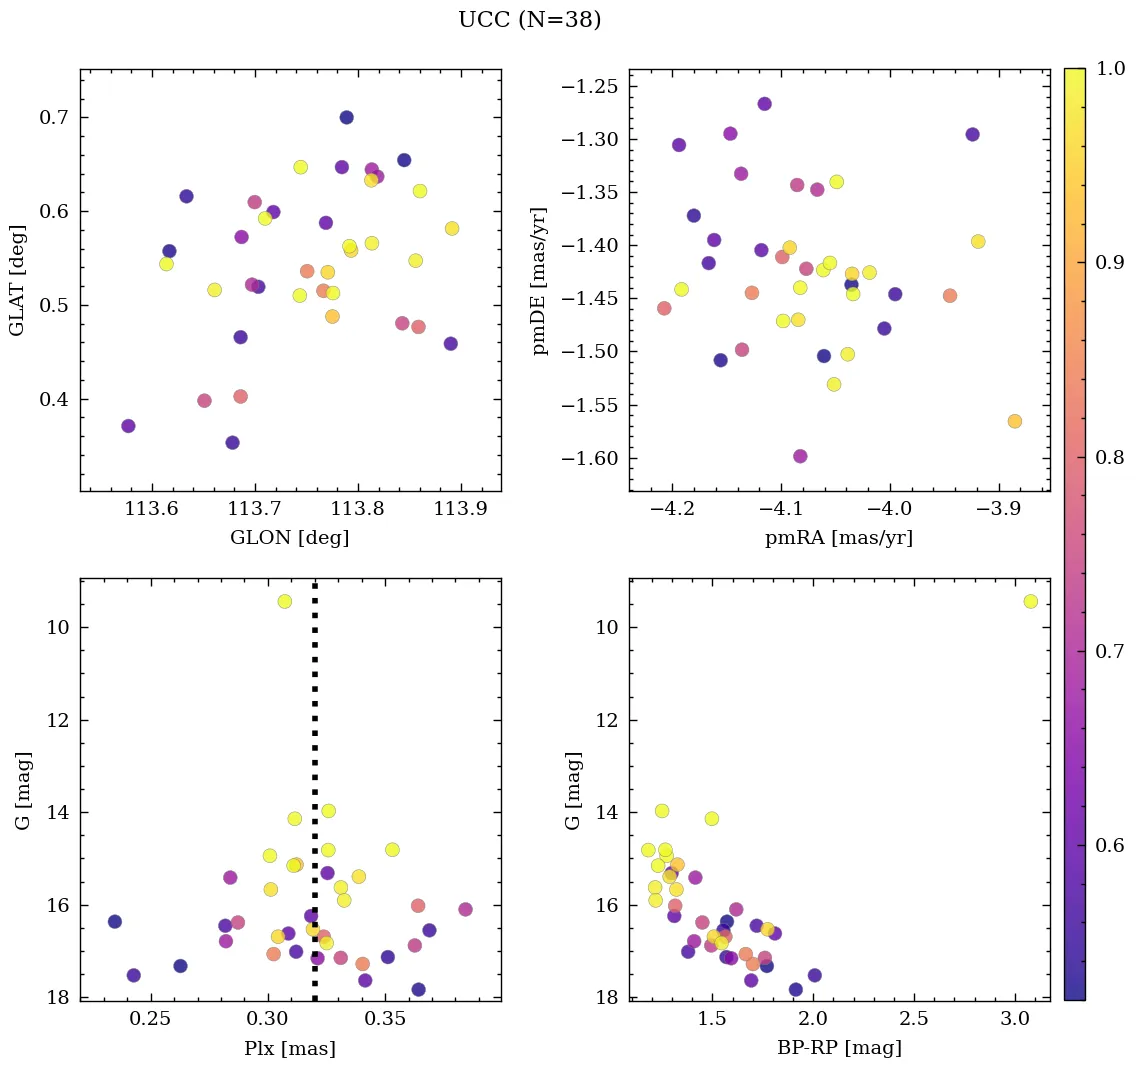 UCC (N=38)
0.7
0.6
0.5
0.4
GLAT [deg]
113.6 113.7 113.8 113.9
GLON [deg]
−1.25
−1.30
−1.35
−1.40
−1.45
−1.50
−1.55
−1.60
pmDE [mas/yr]
−4.2 −4.1 −4.0 −3.9
pmRA [mas/yr]
1.0
0.9
0.8
0.7
0.6
10
12
14
16
18
G [mag]
0.25 0.30 0.35
Plx [mas]
10
12
14
16
18
G [mag]
1.5 2.0 2.5 3.0
BP-RP [mag]